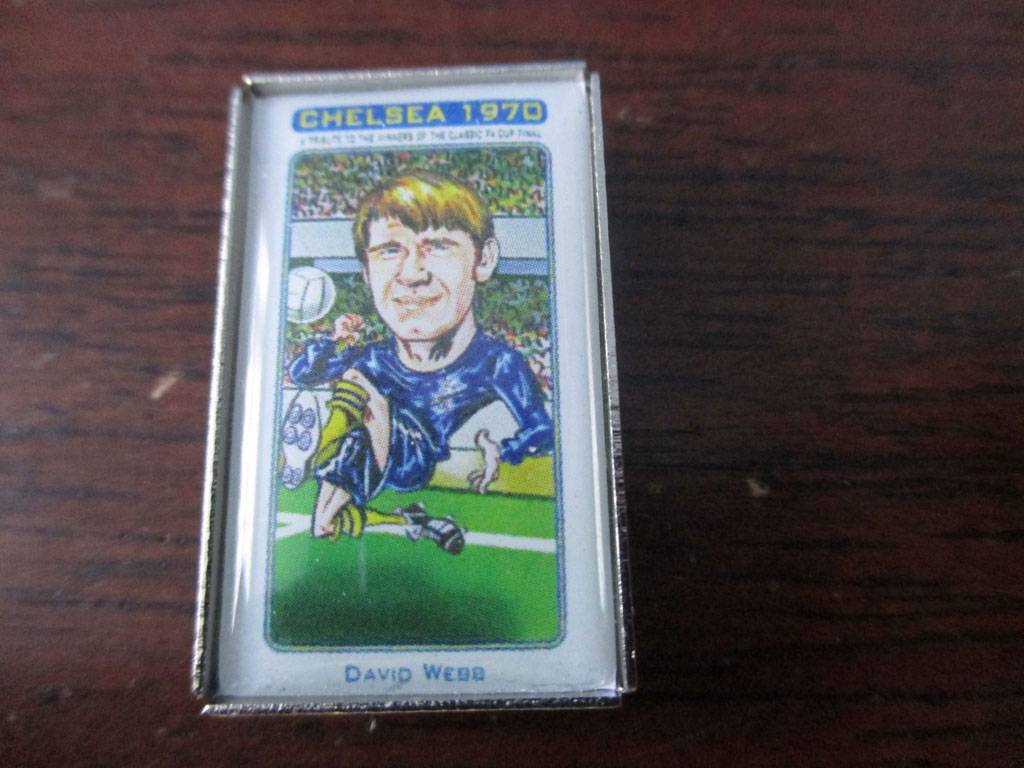 CHELSEA 1970
A TRIBUTE TO THE WINNERS OF THE CLASSIC FA CUP FINAL
DAVID WEBB